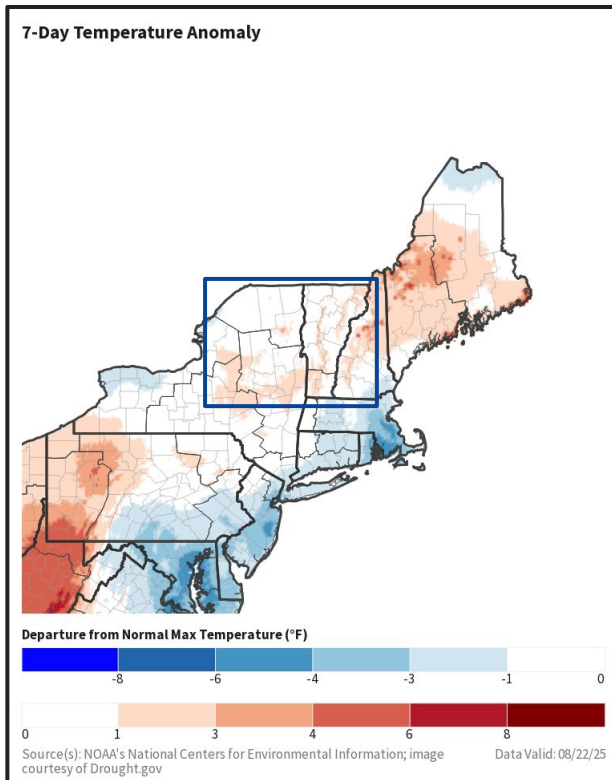 7-Day Temperature Anomaly
Departure from Normal Max Temperature (°F)
-8 -6 -4 -3 -1 0
0 1 3 4 6 8
Source(s): NOAA's National Centers for Environmental Information; image Data Valid: 08/22/25
courtesy of Drought.gov